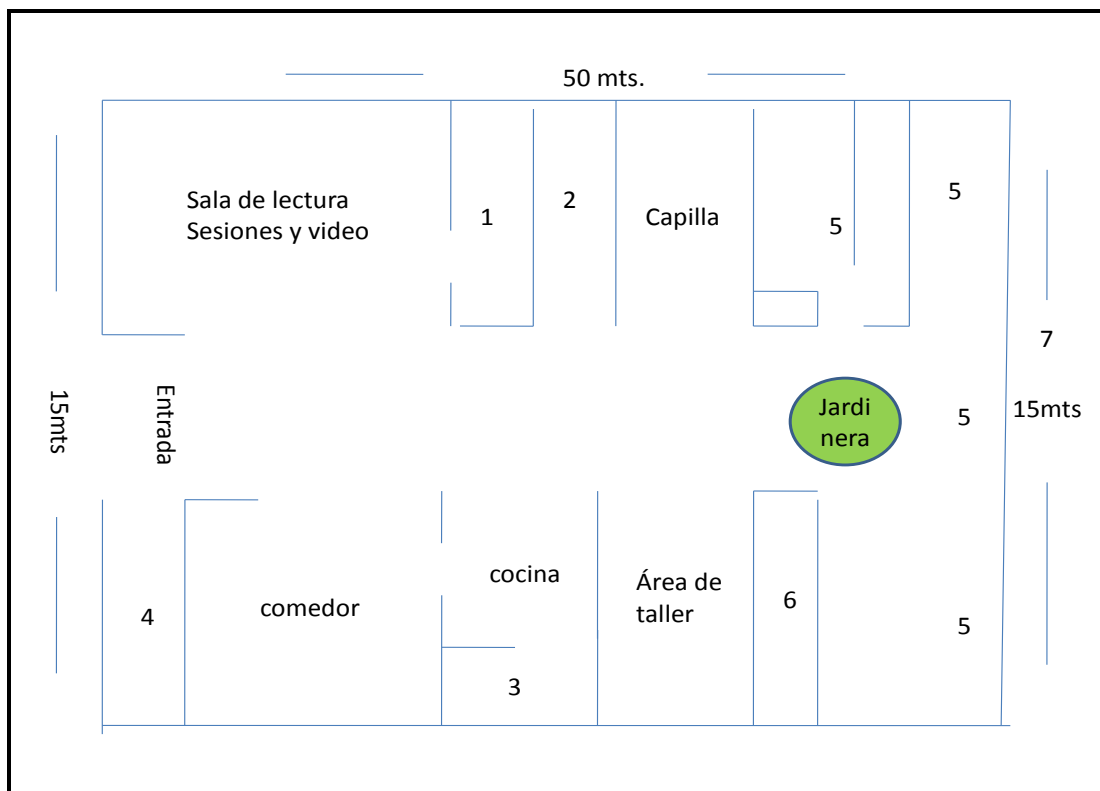 50 mts.
Sala de lectura
Sesiones y video
1
2
Capilla
5
5
7
15mts
Entrada
Jardi
nera
5
15mts
4
comedor
cocina
3
Área de
taller
6
5